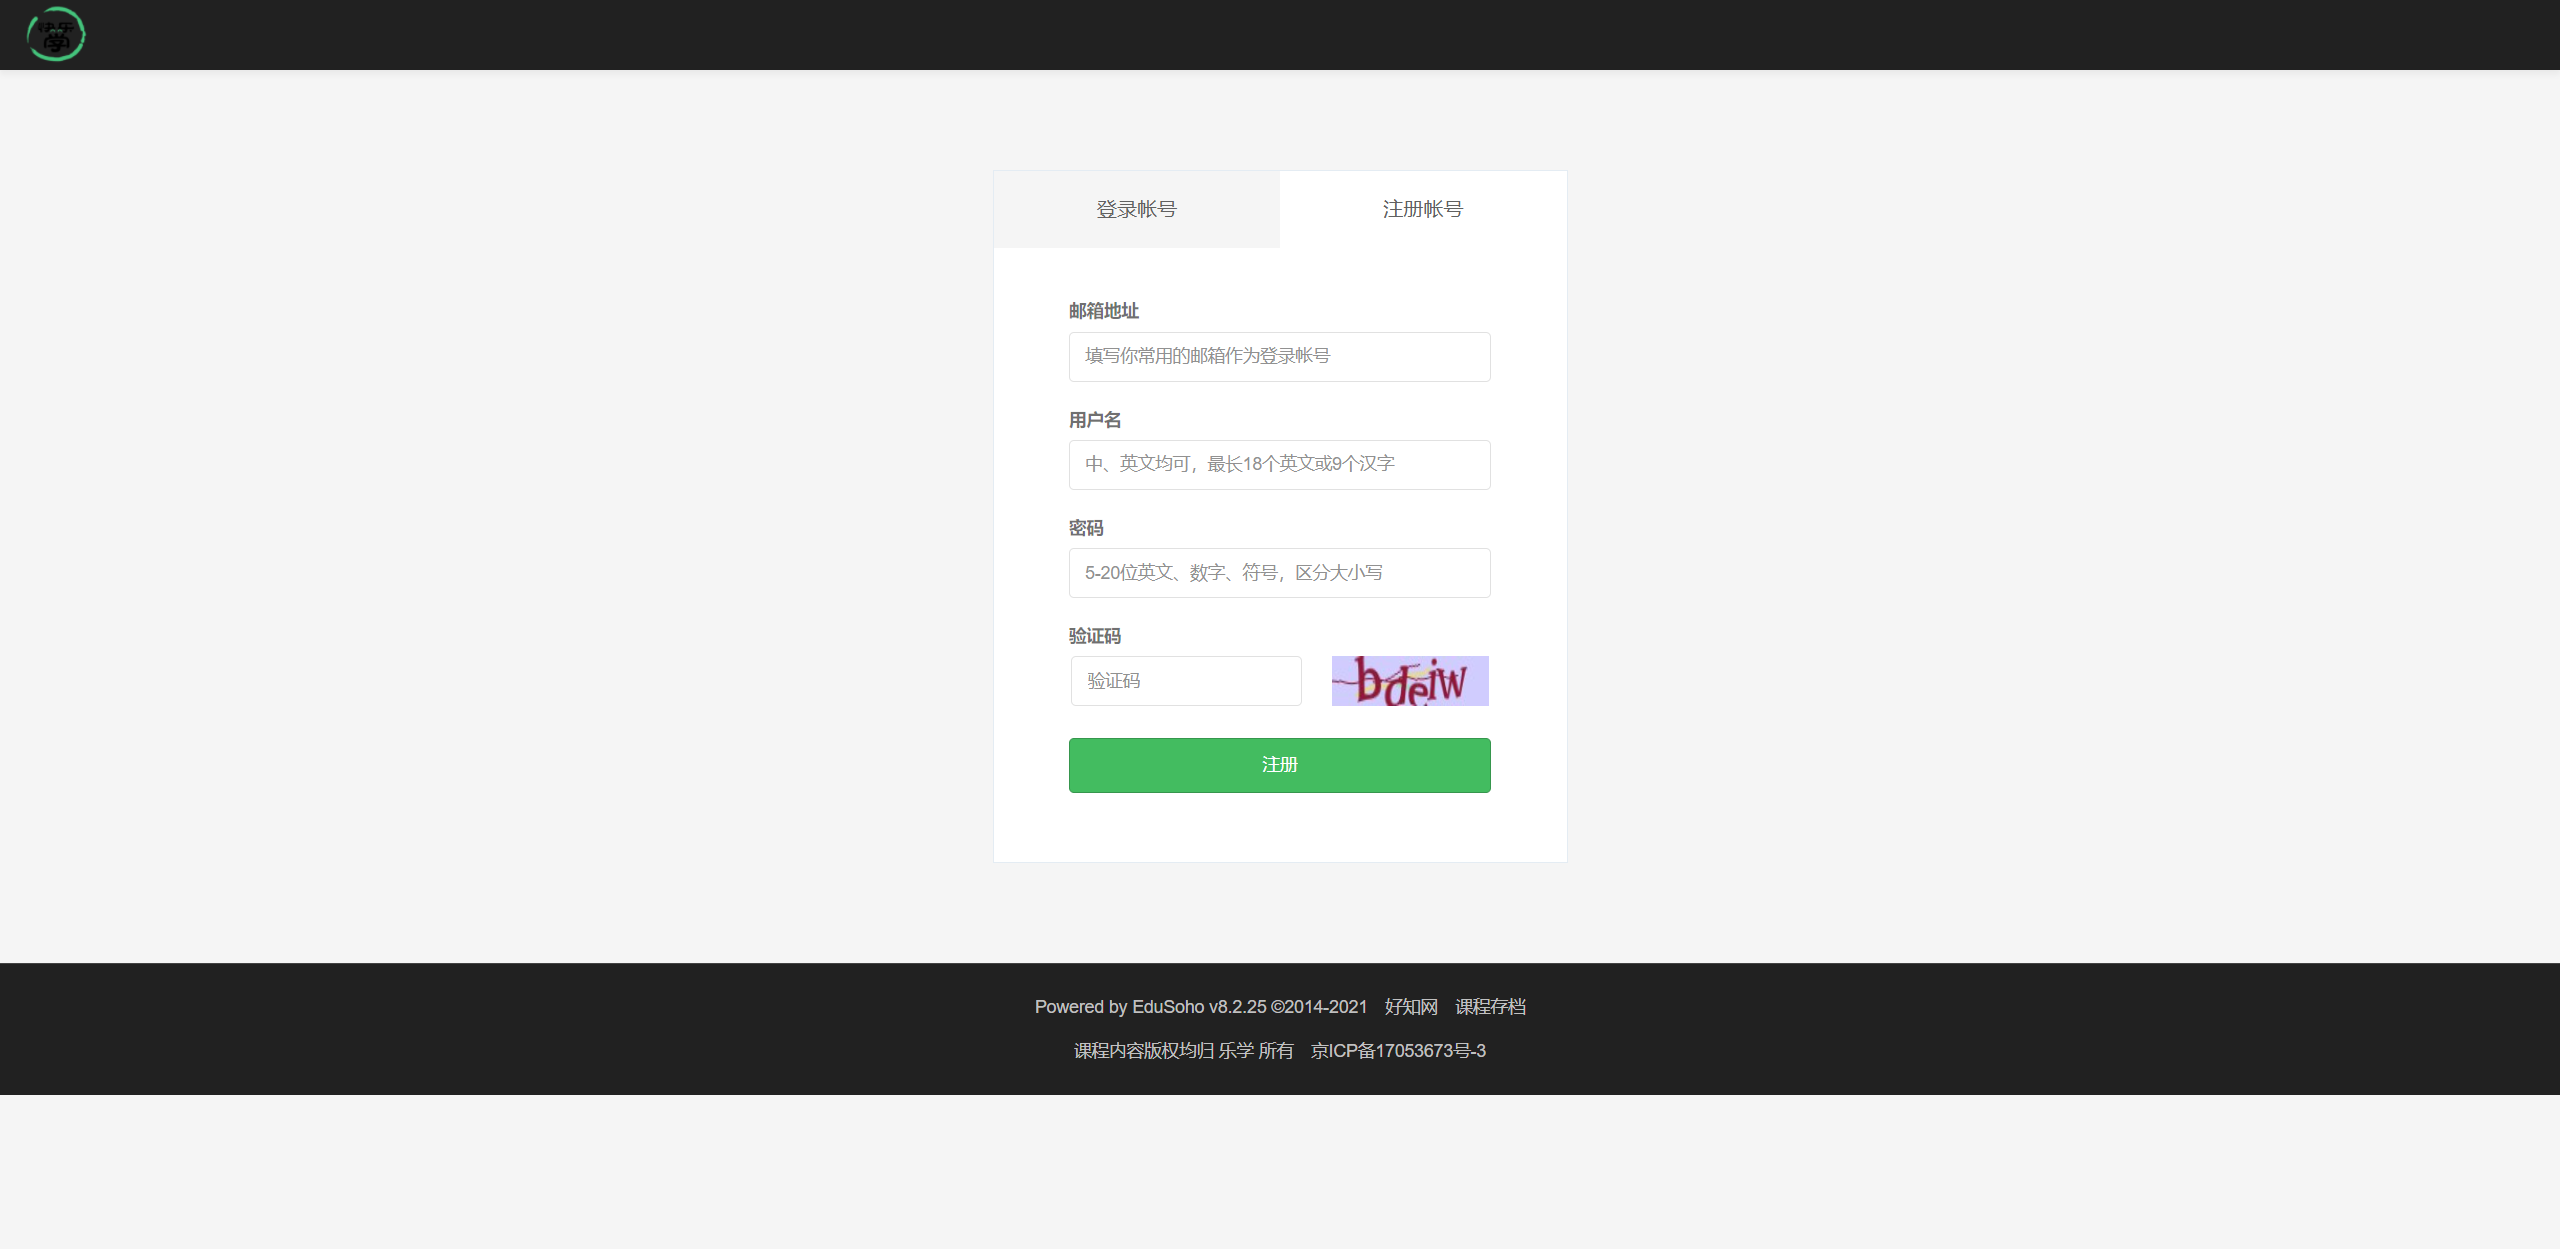 登录帐号
注册帐号
邮箱地址
填写你常用的邮箱作为登录帐号
用户名
中、英文均可，最长18个英文或9个汉字
密码
5-20位英文、数字、符号，区分大小写
验证码
验证码
bdeiw
注册
Powered by EduSoho v8.2.25 ©2014-2021 好知网 课程存档
课程内容版权均归 乐学 所有 京ICP备17053673号-3